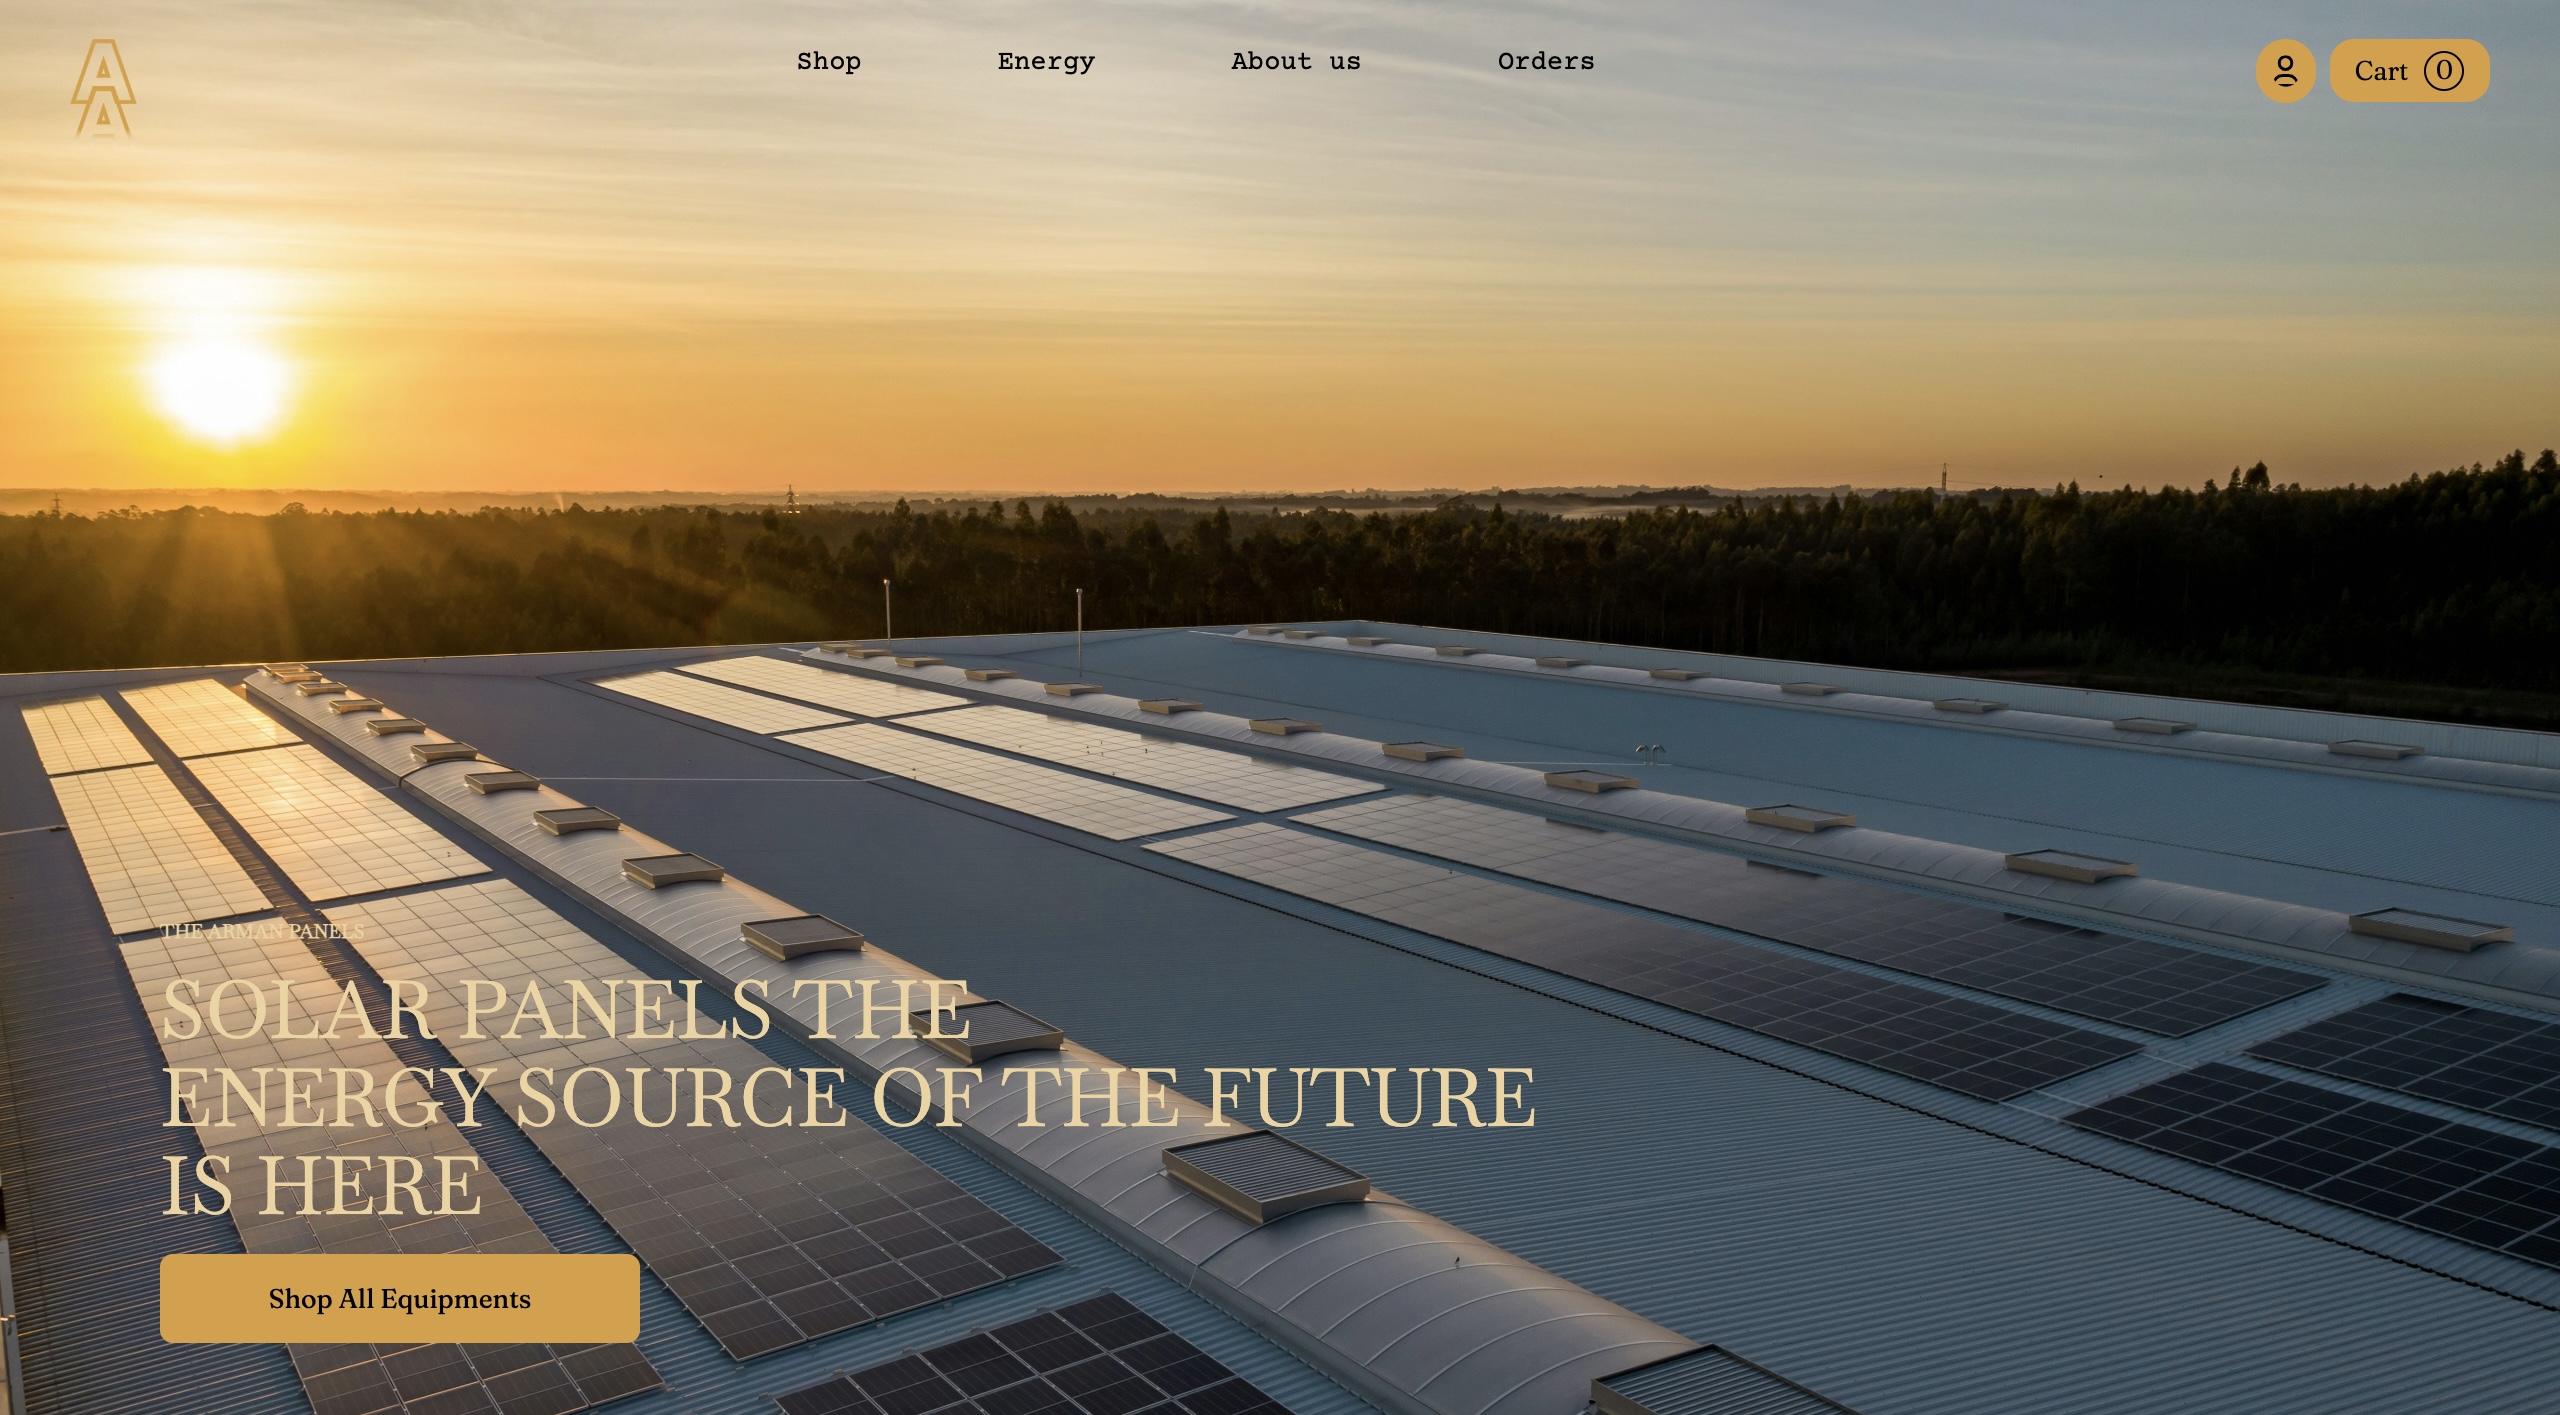 A
A
Shop Energy About us Orders
Cart 0
THE ARMAN PANELS
SOLAR PANELS THE
ENERGY SOURCE OF THE FUTURE
IS HERE
Shop All Equipments